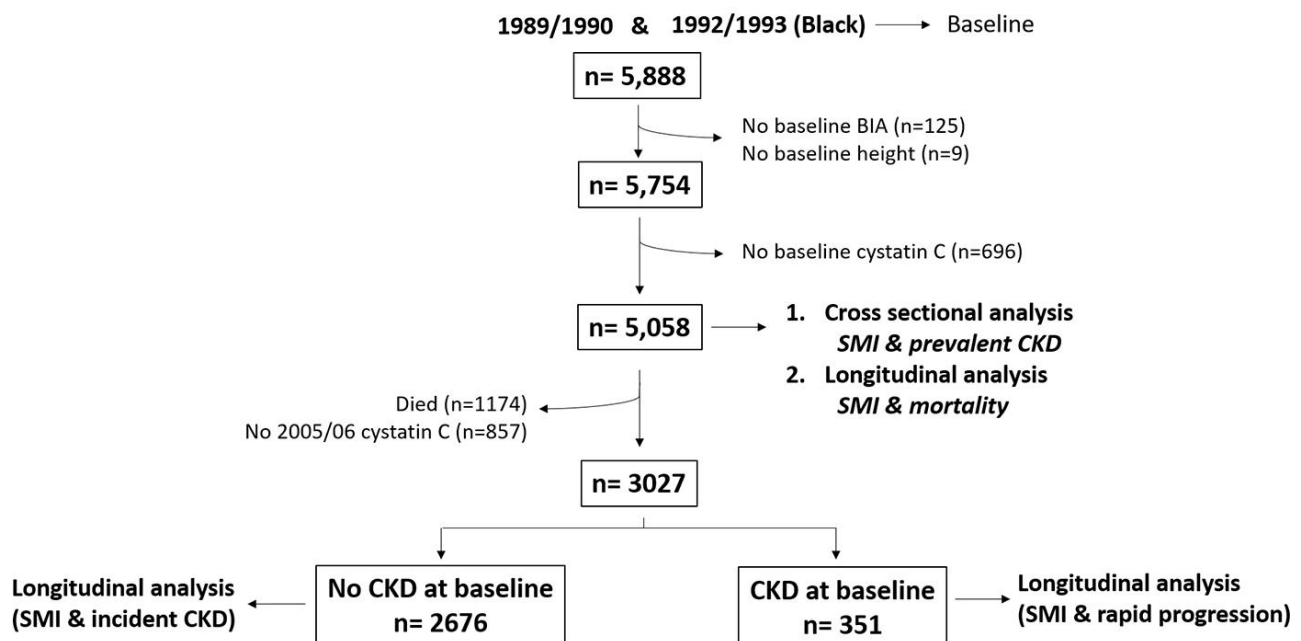 1989/1990 & 1992/1993 (Black)
Baseline
n= 5,888
No baseline BIA (n=125)
No baseline height (n=9)
n= 5,754
No baseline cystatin C (n=696)
n= 5,058
1. Cross sectional analysis
SMI & prevalent CKD
2. Longitudinal analysis
SMI & mortality
Died (n=1174)
No 2005/06 cystatin C (n=857)
n= 3027
Longitudinal analysis
(SMI & incident CKD)
No CKD at baseline
n= 2676
CKD at baseline
n= 351
Longitudinal analysis
(SMI & rapid progression)